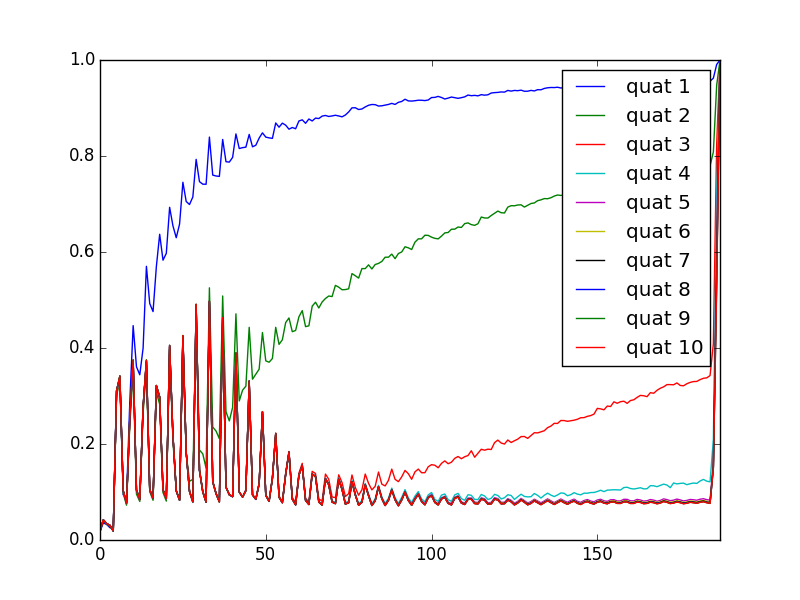 1.0
0.8
0.6
0.4
0.2
0.0
0
50
100
150
quat 1
quat 2
quat 3
quat 4
quat 5
quat 6
quat 7
quat 8
quat 9
quat 10